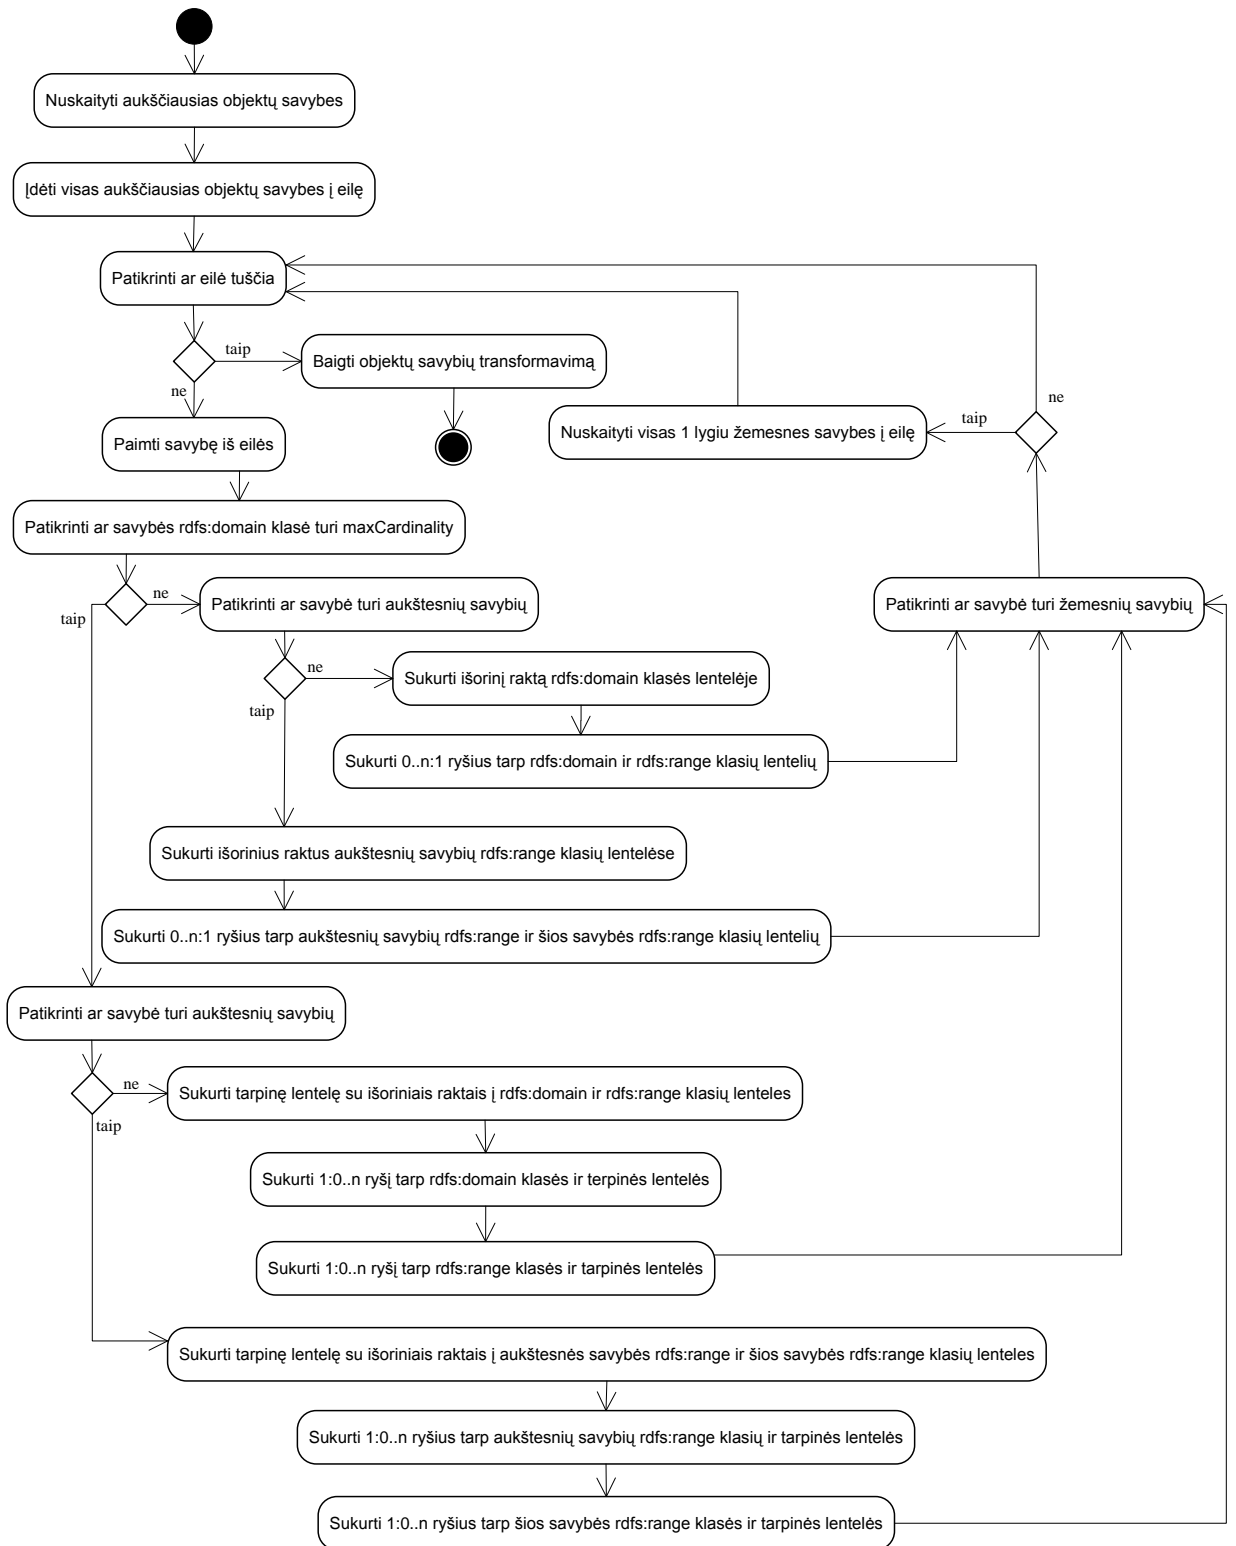 Nuskaityti aukščiausias objektų savybes
Įdėti visas aukščiausias objektų savybes į eilę
Patikrinti ar eilė tuščia
taip
Baigti objektų savybių transformavimą
ne
Paimti savybę iš eilės
ne
taip
Nuskaityti visas 1 lygiu žemesnes savybes į eilę
Patikrinti ar savybės rdfs:domain klasė turi maxCardinality
ne
taip
Patikrinti ar savybė turi aukštesnių savybių
Patikrinti ar savybė turi žemesnių savybių
ne
taip
Sukurti išorinį raktą rdfs:domain klasės lentelėje
Sukurti 0..n:1 ryšius tarp rdfs:domain ir rdfs:range klasių lentelių
Sukurti išorinius raktus aukštesnių savybių rdfs:range klasių lentelėse
Sukurti 0..n:1 ryšius tarp aukštesnių savybių rdfs:range ir šios savybės rdfs:range klasių lentelių
Patikrinti ar savybė turi aukštesnių savybių
ne
taip
Sukurti tarpinę lentelę su išoriniais raktais į rdfs:domain ir rdfs:range klasių lenteles
Sukurti 1:0..n ryšį tarp rdfs:domain klasės ir terpinės lentelės
Sukurti 1:0..n ryšį tarp rdfs:range klasės ir tarpinės lentelės
Sukurti tarpinę lentelę su išoriniais raktais į aukštesnės savybės rdfs:range ir šios savybės rdfs:range klasių lenteles
Sukurti 1:0..n ryšius tarp aukštesnių savybių rdfs:range klasių ir tarpinės lentelės
Sukurti 1:0..n ryšius tarp šios savybės rdfs:range klasės ir tarpinės lentelės